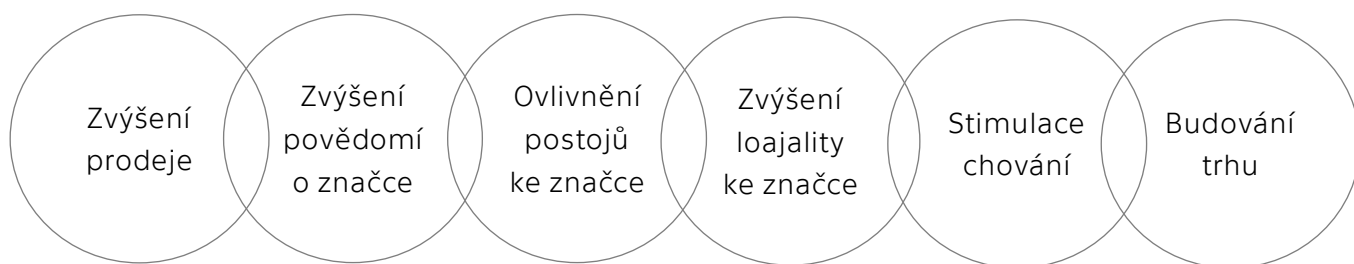 Zvýšení
prodeje
Zvýšení
povědomí
o značce
Ovlivnění
postojů
ke značce
Zvýšení
loajality
ke značce
Stimulace
chování
Budování
trhu